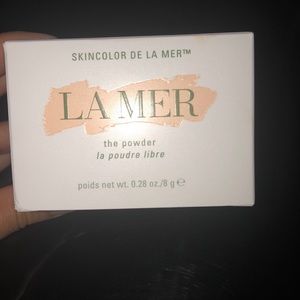 SKINCOLOR DE LA MER™
LA MER
the powder
la poudre libre
poids net wt. 0.28 oz./8 g ℮